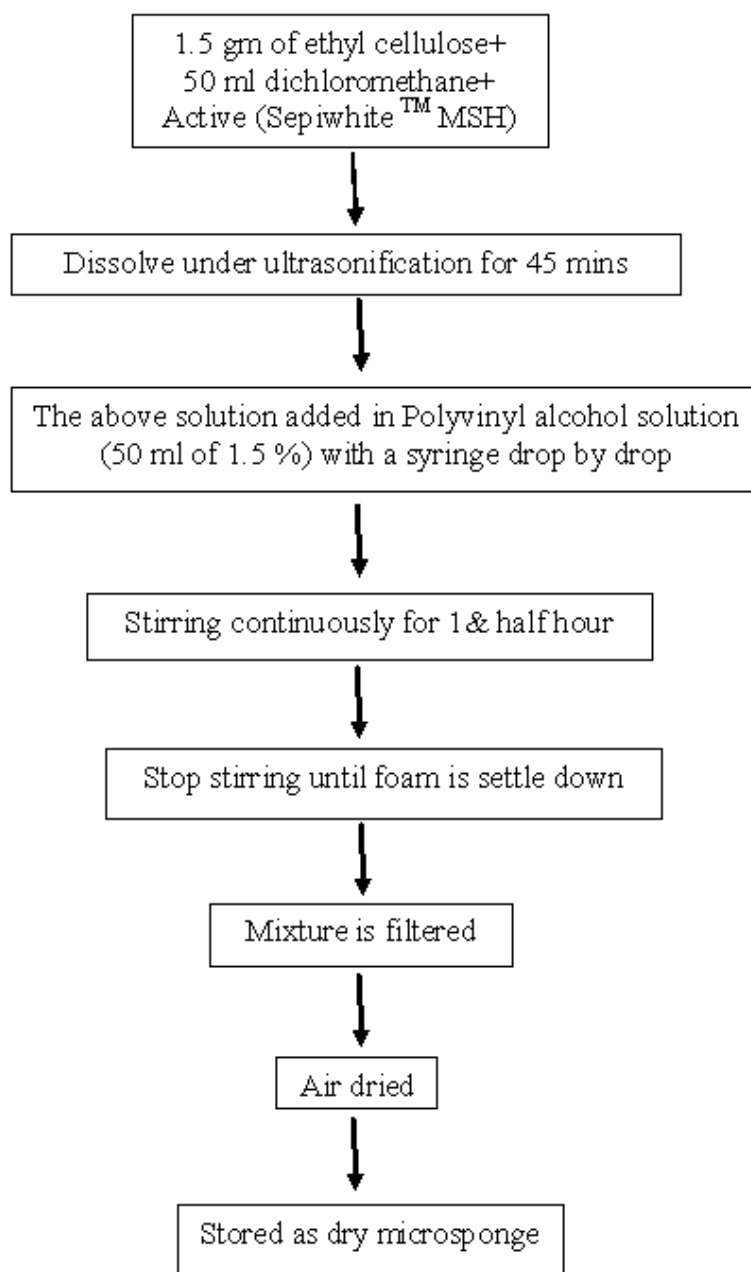 1.5 gm of ethyl cellulose+
50 ml dichloromethane+
Active (Sepiwhite ™ MSH)
Dissolve under ultrasonification for 45 mins
The above solution added in Polyvinyl alcohol solution
(50 ml of 1.5 %) with a syringe drop by drop
Stirring continuously for 1& half hour
Stop stirring until foam is settle down
Mixture is filtered
Air dried
Stored as dry microsponge